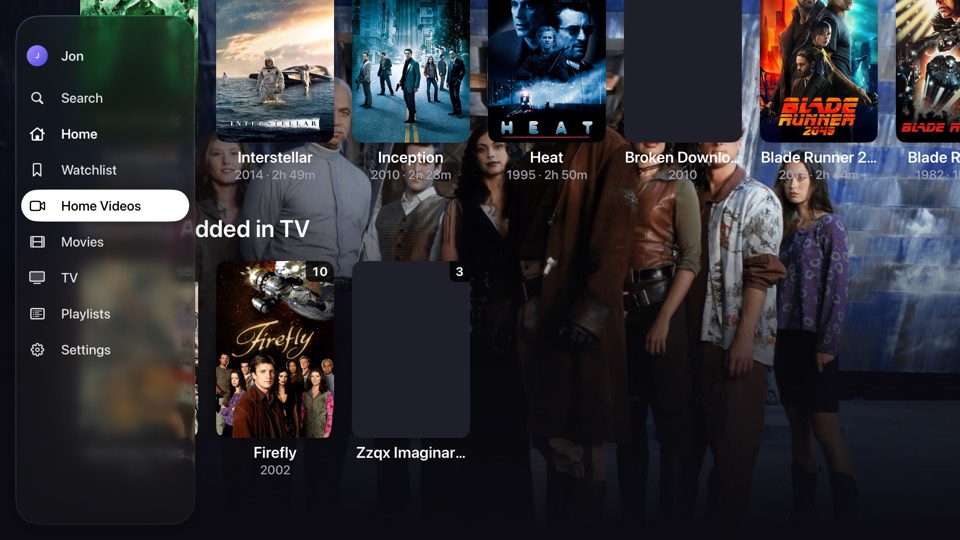 J
Jon
Search
Home
Watchlist
Home Videos
Movies
TV
Playlists
Settings
INTERSTELLAR
HEAT
BLADE
RUNNER
2049
Interstellar
2014 · 2h 49m
Inception
2010 · 2h 28m
Heat
1995 · 2h 50m
Broken Downlo...
2010
Blade Runner 2...
Blade R
1982 ·
dded in TV
10
Firefly
3
Firefly
2002
Zzqx Imaginar...